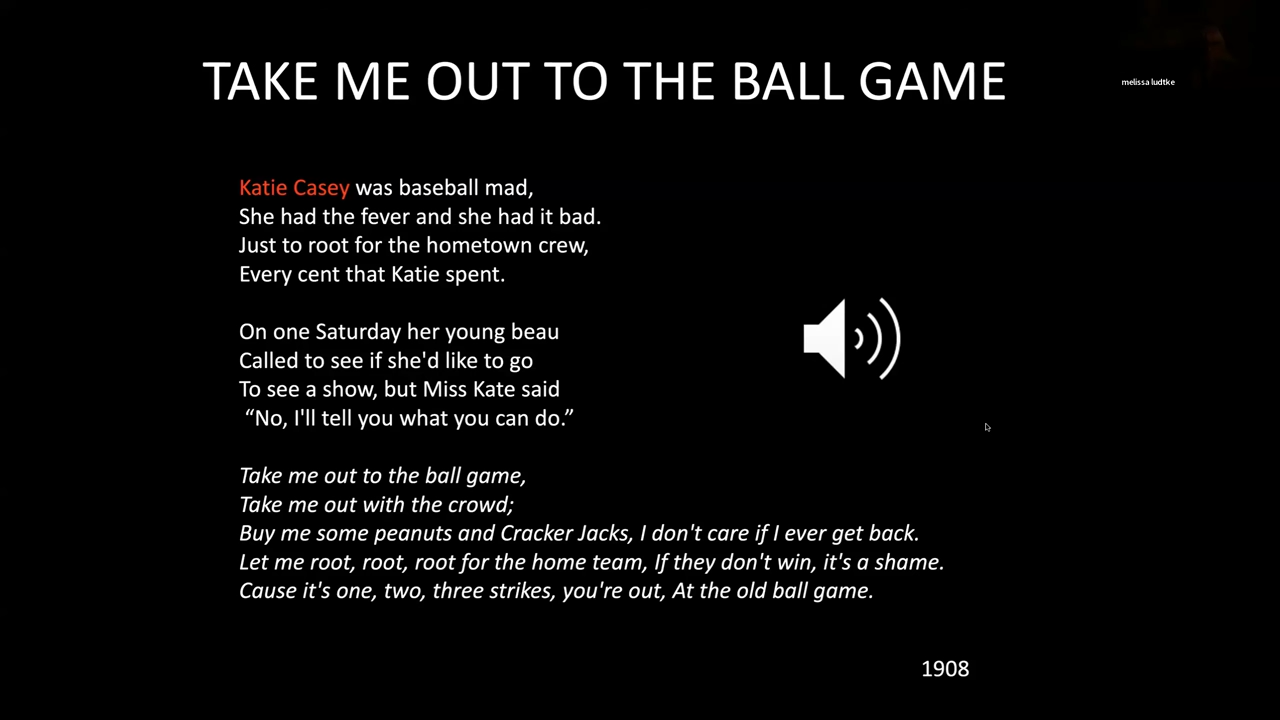 TAKE ME OUT TO THE BALL GAME
melissa ludtke
Katie Casey was baseball mad,
She had the fever and she had it bad.
Just to root for the hometown crew,
Every cent that Katie spent.
On one Saturday her young beau
Called to see if she'd like to go
To see a show, but Miss Kate said
“No, I'll tell you what you can do.”
Take me out to the ball game,
Take me out with the crowd;
Buy me some peanuts and Cracker Jacks, I don't care if I ever get back.
Let me root, root, root for the home team, If they don't win, it's a shame.
Cause it's one, two, three strikes, you're out, At the old ball game.
1908